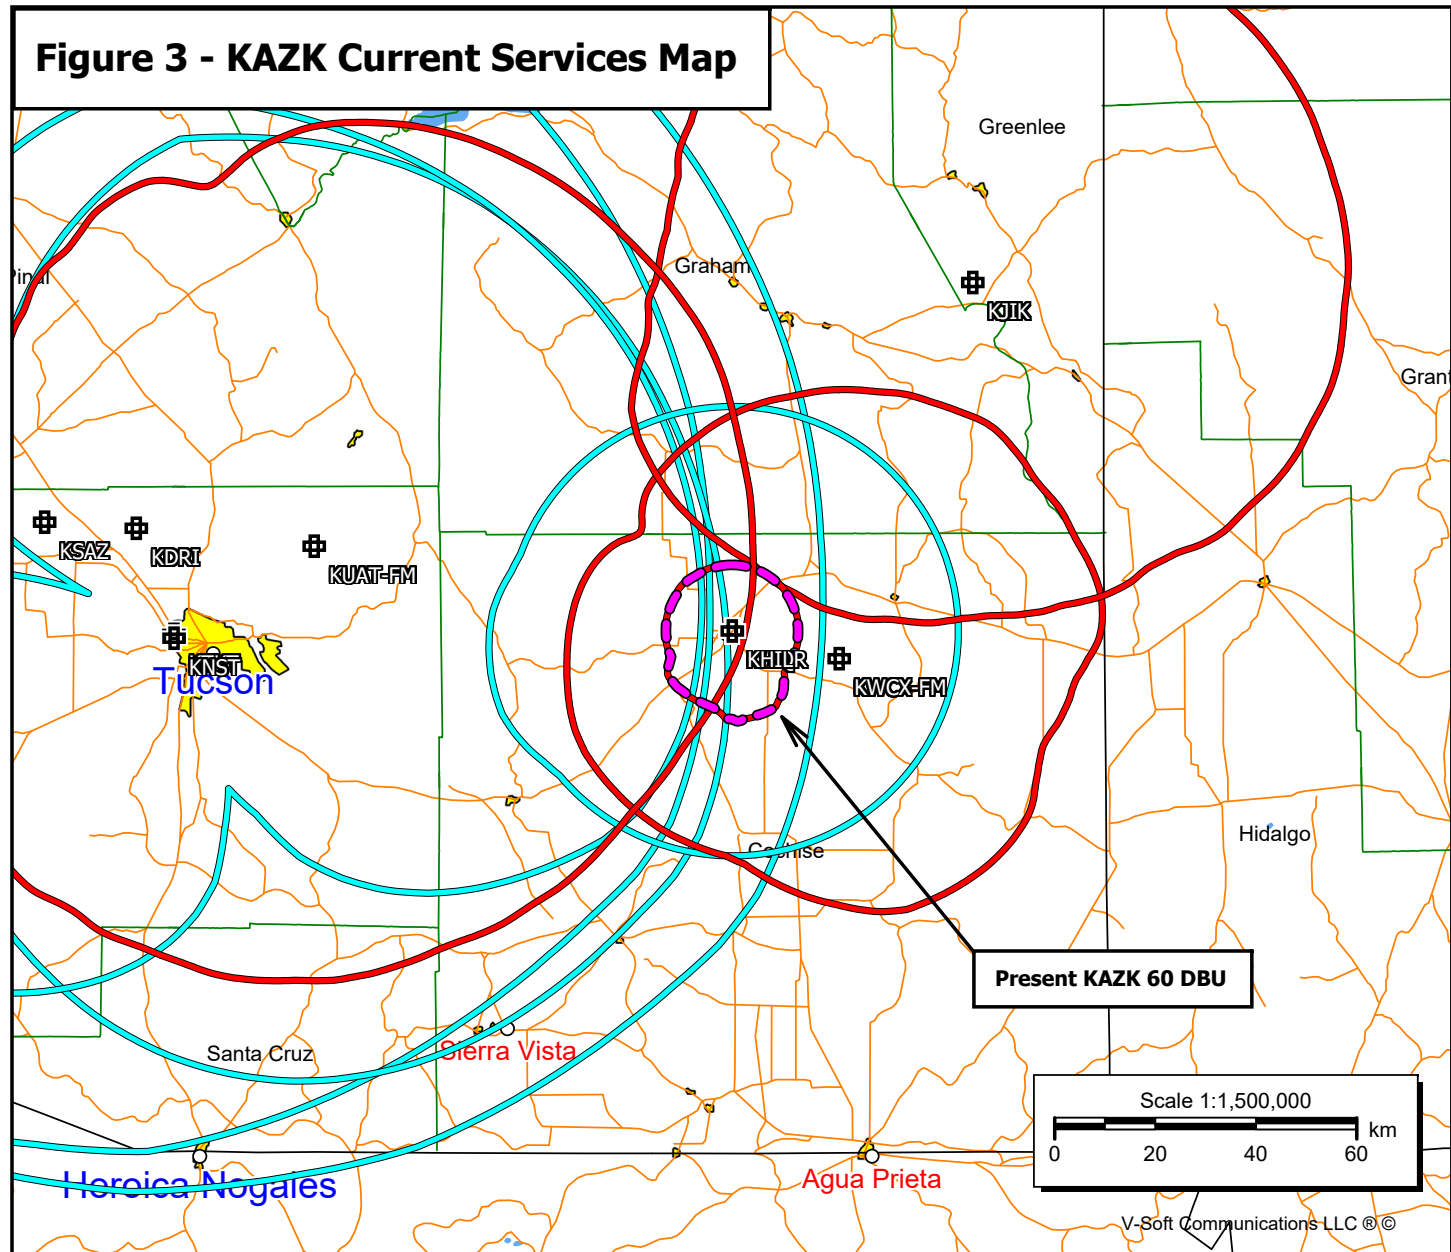 Figure 3 - KAZK Current Services Map
Greenlee
Graham
KJIK
Grant
KSAZ
KDRI
KUAT-FM
KNST
Tucson
KWCX-FM
Hidalgo
Cochise
Present KAZK 60 DBU
Santa Cruz
Sierra Vista
Scale 1:1,500,000
km
0 20 40 60
Heroica Nogales
Agua Prieta
V-Soft Communications LLC ® ©